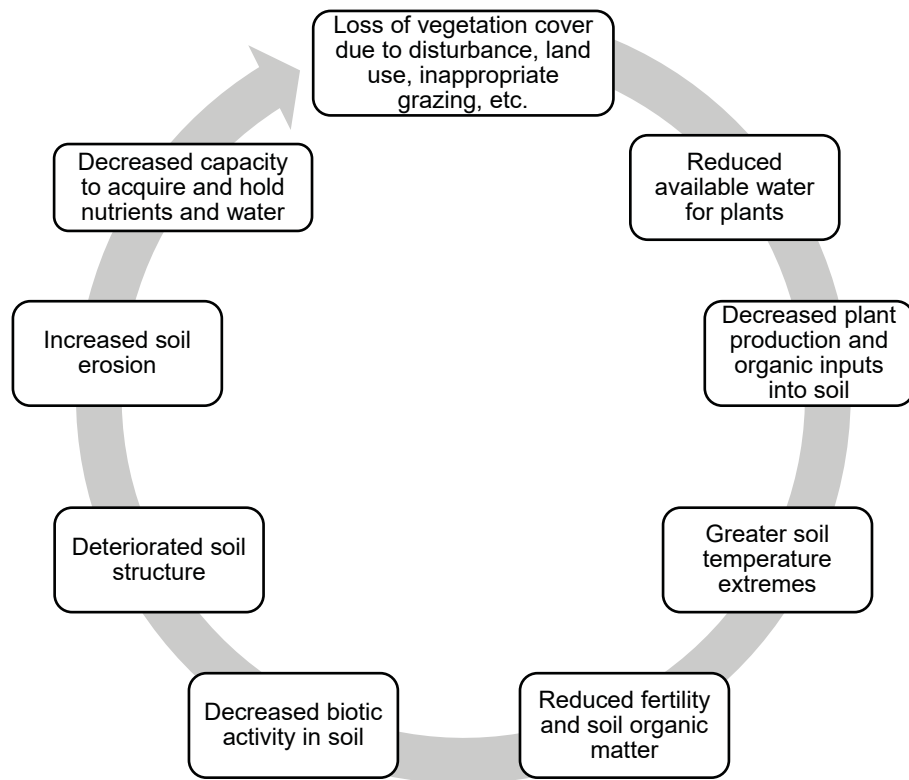 Loss of vegetation cover
due to disturbance, land
use, inappropriate
grazing, etc.
Reduced
available water
for plants
Decreased plant
production and
organic inputs
into soil
Greater soil
temperature
extremes
Reduced fertility
and soil organic
matter
Decreased biotic
activity in soil
Deteriorated soil
structure
Increased soil
erosion
Decreased capacity
to acquire and hold
nutrients and water